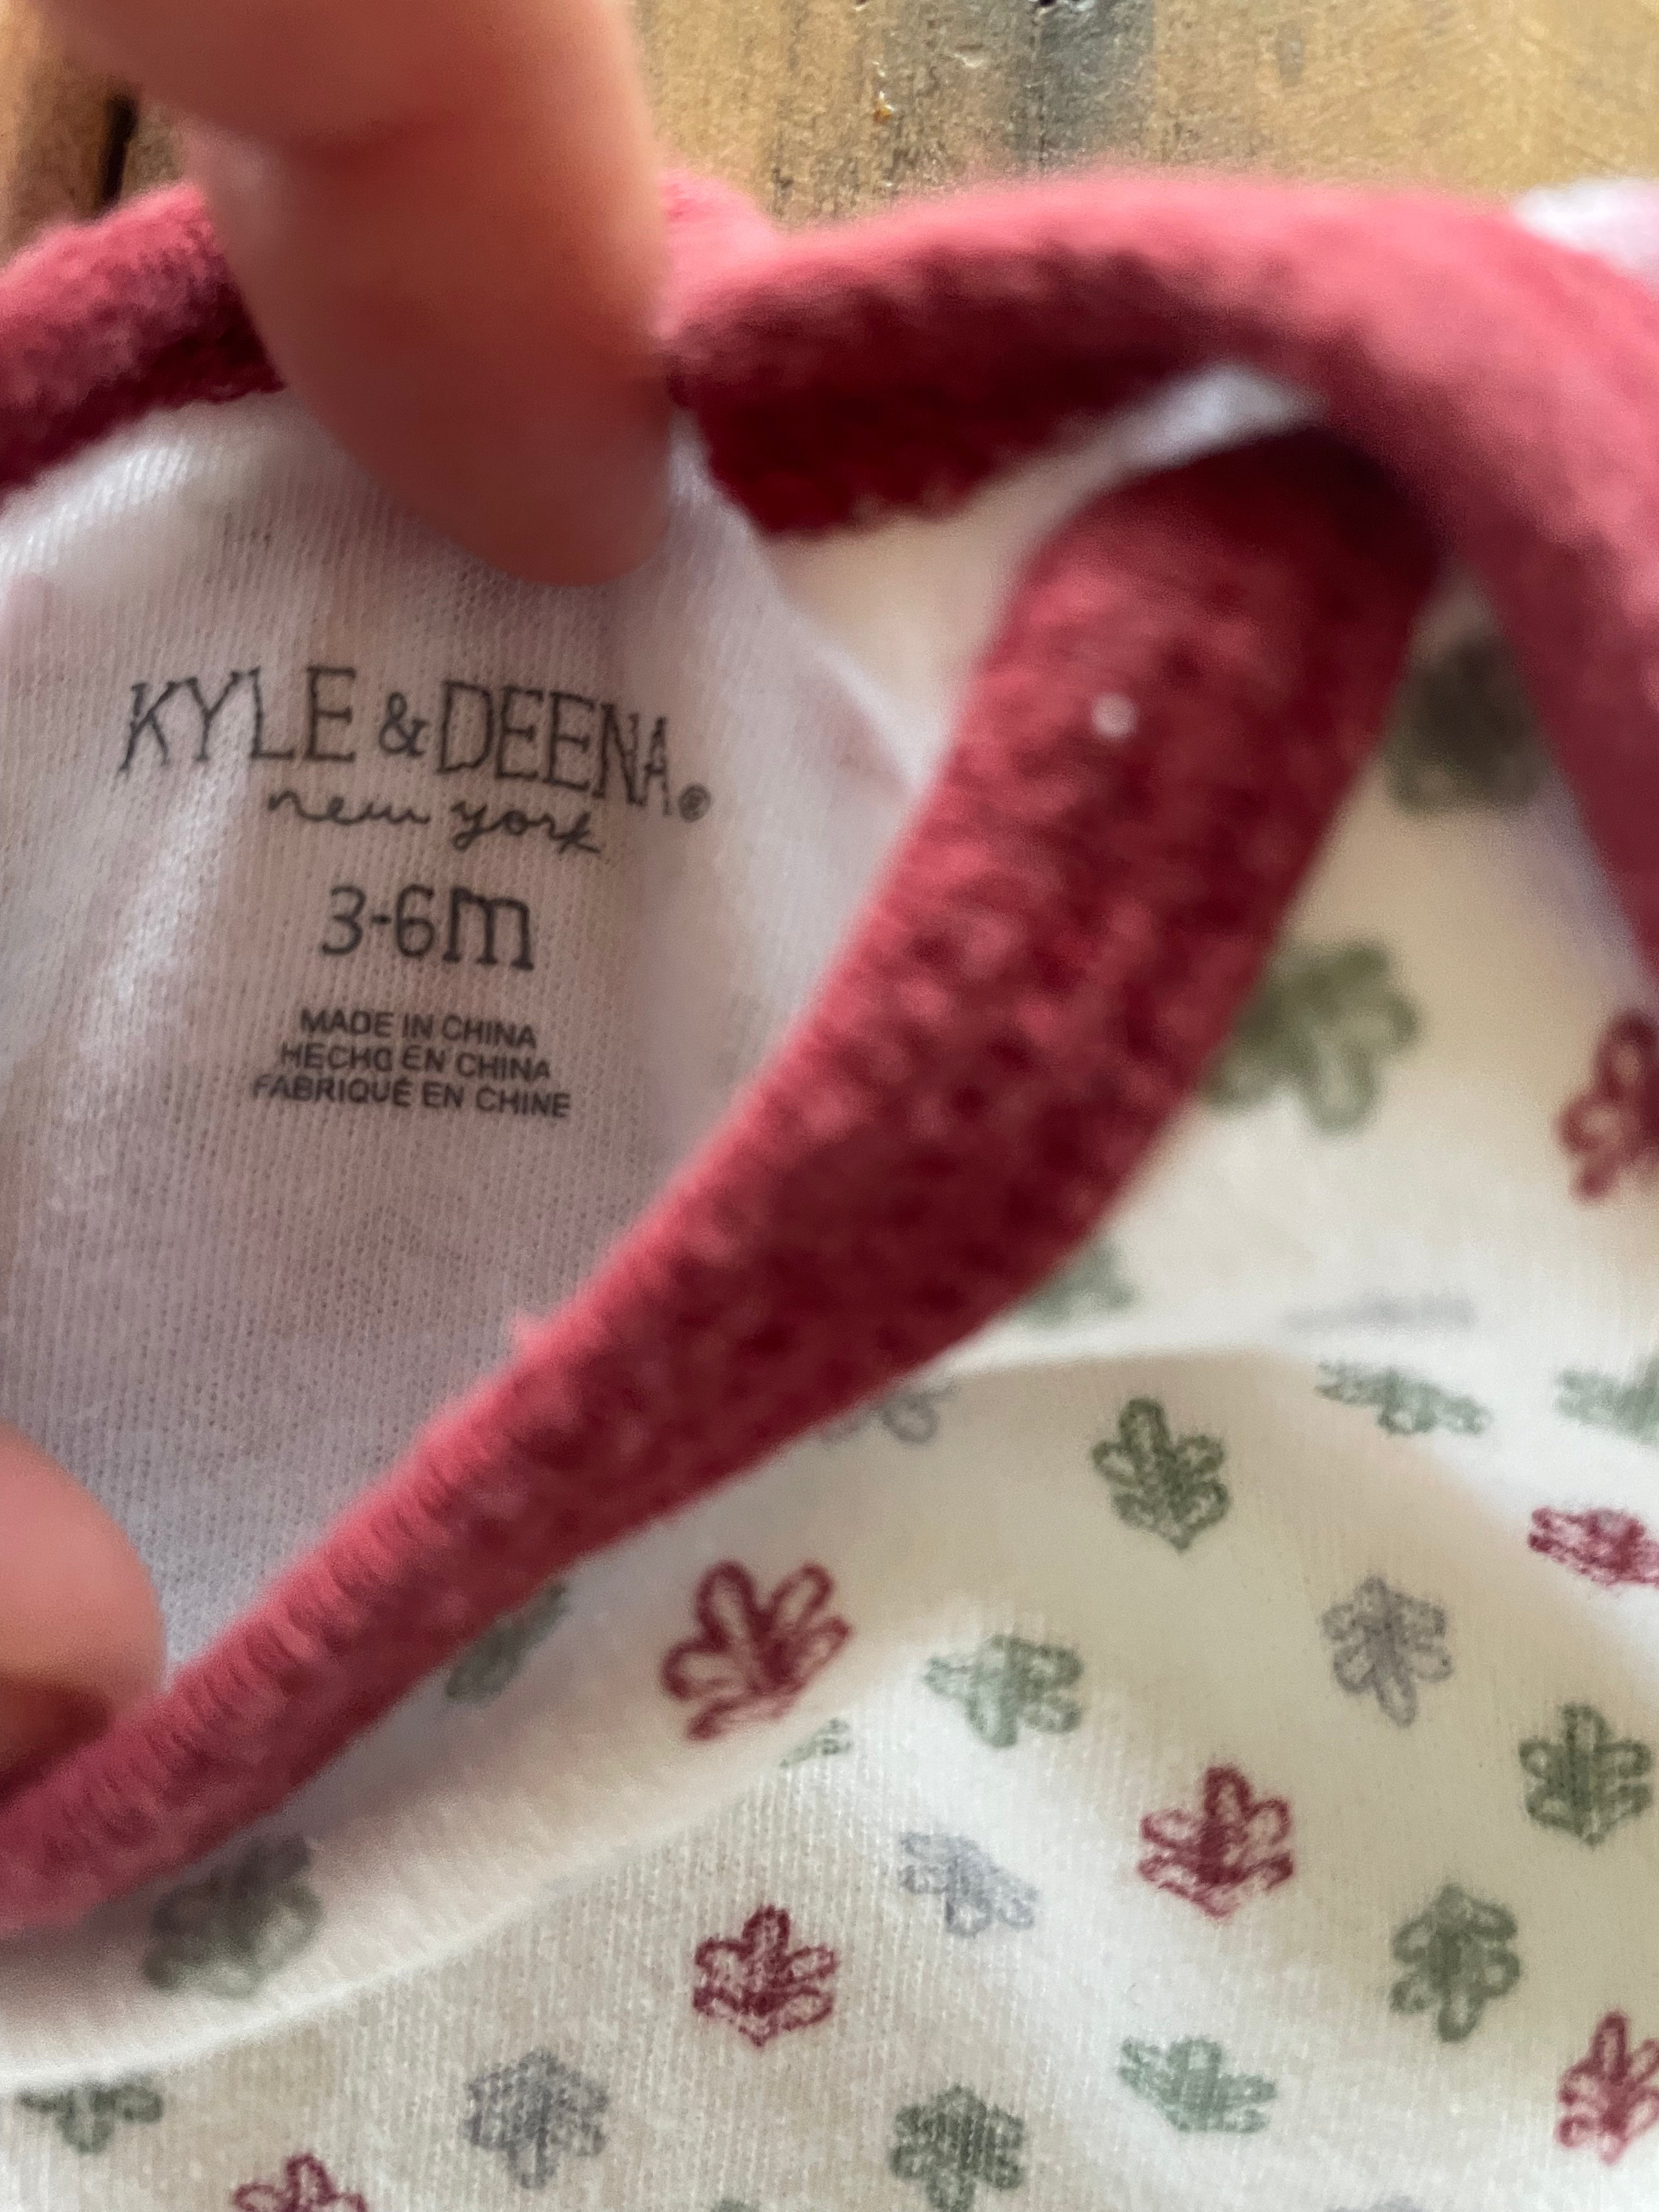 KYLE & DEENA®
new york
3-6m
MADE IN CHINA
HECHO EN CHINA
FABRIQUÉ EN CHINE